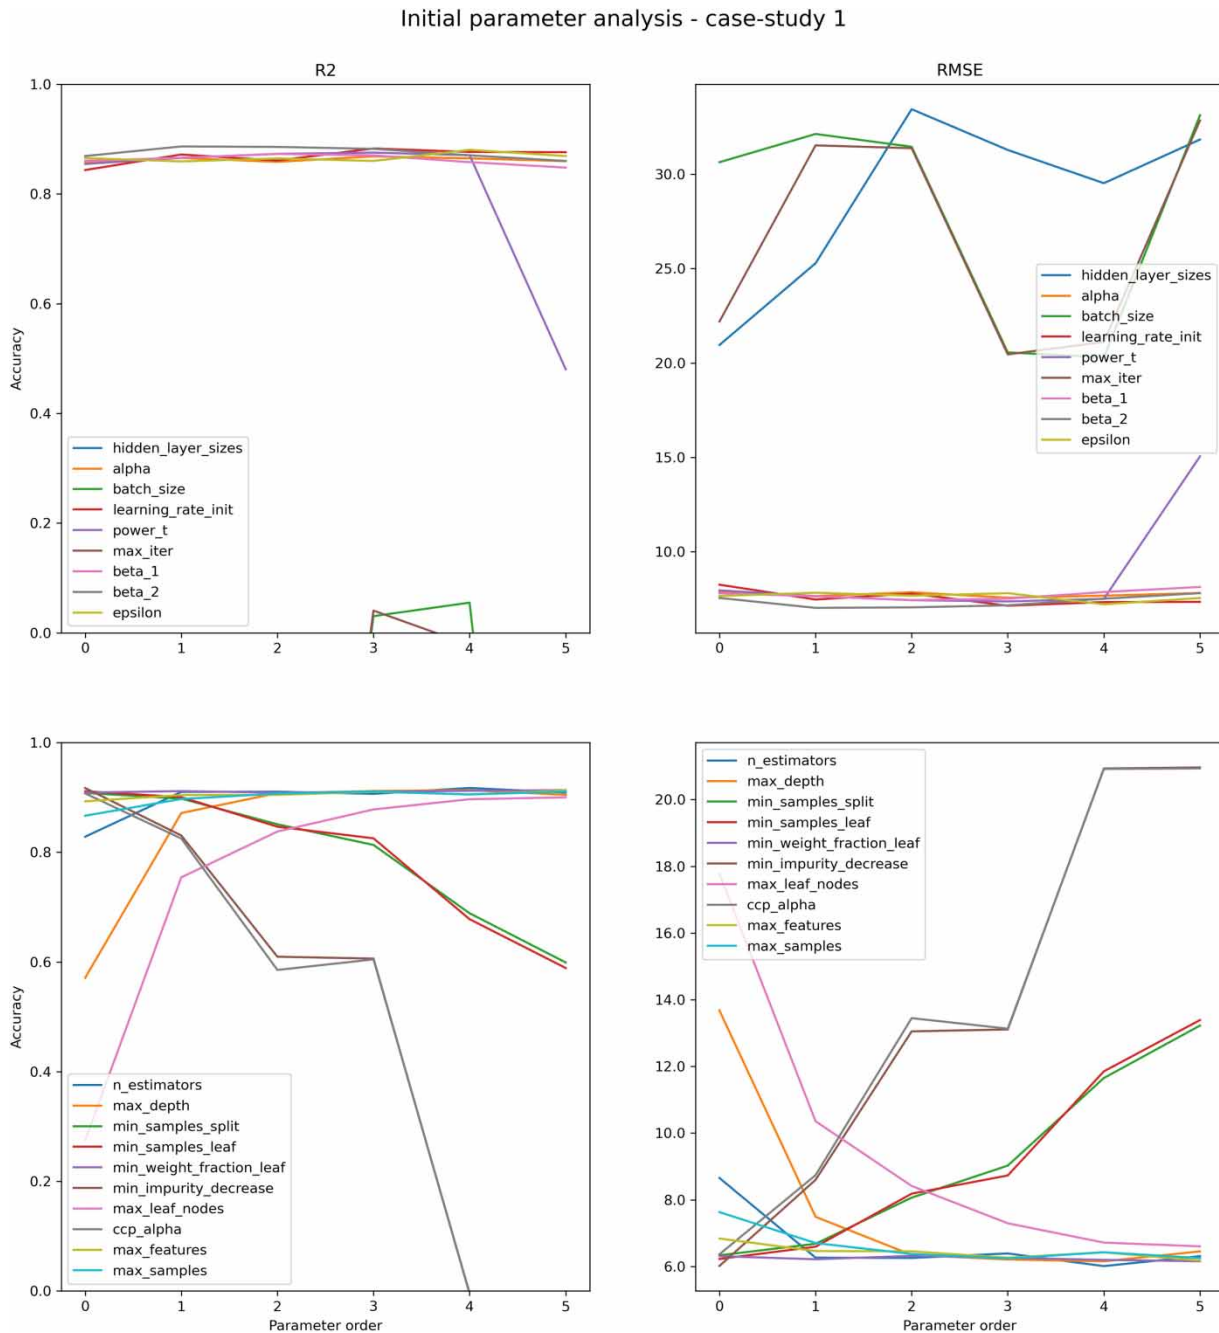 Initial parameter analysis - case-study 1
R2
1.0
0.8
0.6
0.4
0.2
0.0
Accuracy
hidden_layer_sizes
alpha
batch_size
learning_rate_init
power_t
max_iter
beta_1
beta_2
epsilon
0 1 2 3 4 5
RMSE
30.0
25.0
20.0
15.0
10.0
hidden_layer_sizes
alpha
batch_size
learning_rate_init
power_t
max_iter
beta_1
beta_2
epsilon
0 1 2 3 4 5
1.0
0.8
0.6
0.4
0.2
0.0
Accuracy
n_estimators
max_depth
min_samples_split
min_samples_leaf
min_weight_fraction_leaf
min_impurity_decrease
max_leaf_nodes
ccp_alpha
max_features
max_samples
0 1 2 3 4 5
Parameter order
20.0
18.0
16.0
14.0
12.0
10.0
8.0
6.0
n_estimators
max_depth
min_samples_split
min_samples_leaf
min_weight_fraction_leaf
min_impurity_decrease
max_leaf_nodes
ccp_alpha
max_features
max_samples
0 1 2 3 4 5
Parameter order